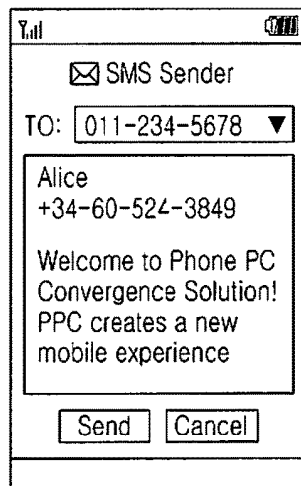 SMS Sender
TO: 011-234-5678 ▼
Alice
+34-60-524-3849
Welcome to Phone PC
Convergence Solution!
PPC creates a new
mobile experience
Send Cancel